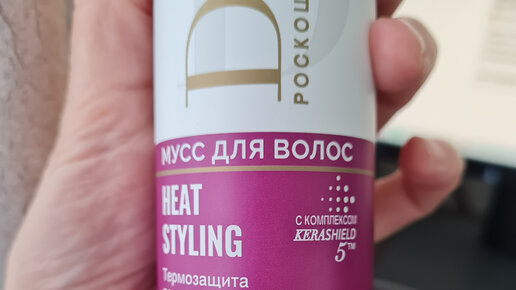 D
РОСКОШ
МУСС ДЛЯ ВОЛОС
HEAT
STYLING
С КОМПЛЕКСОМ
KERASHIELD
5™
Термозащита